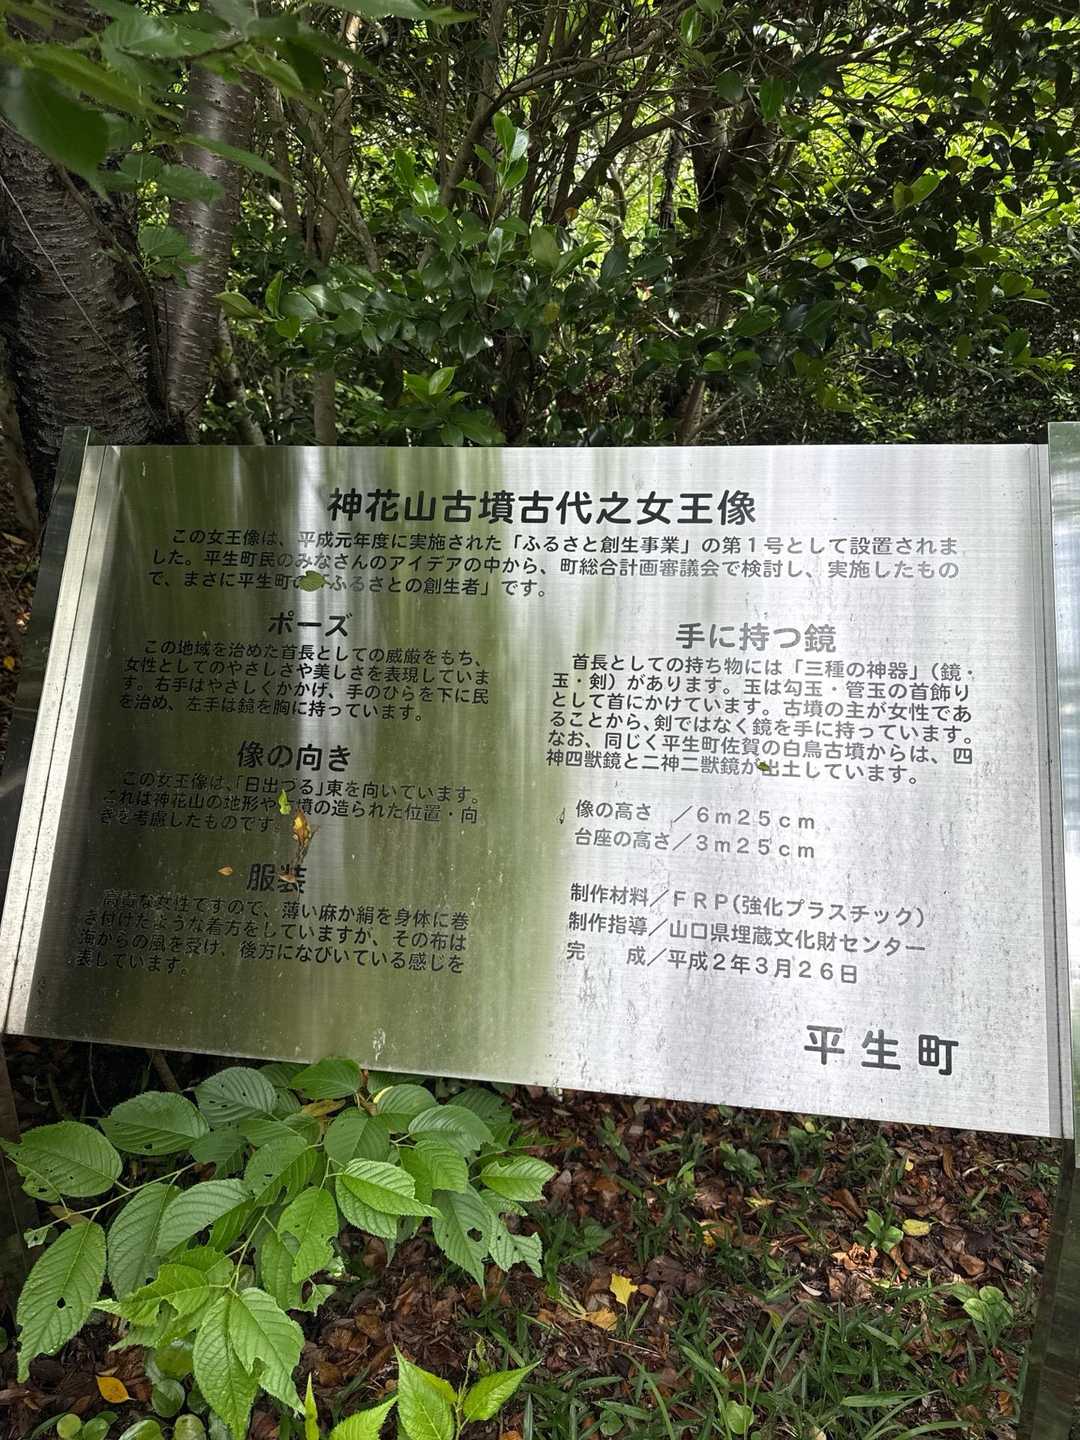 神花山古墳古代之女王像
この女王像は、平成元年度に実施された「ふるさと創生事業」の第1号として設置されま
した。平生町民のみなさんのアイデアの中から、町総合計画審議会で検討し、実施したもの
で、まさに平生町の「ふるさとの創生者」です。
ポーズ
この地域を治めた首長としての威厳をもち、
女性としてのやさしさや美しさを表現していま
す。右手はやさしくかかげ、手のひらを下に民
を治め、左手は鏡を胸に持っています。
像の向き
この女王像は、「日出づる」東を向いています。
これは神花山の地形や古墳の造られた位置・向
きを考慮したものです。
服装
高貴な女性ですので、薄い麻か絹を身体に巻
き付けたような着方をしていますが、その布は
海からの風を受け、後方になびいている感じを
表しています。
手に持つ鏡
首長としての持ち物には「三種の神器」(鏡・
玉・剣)があります。玉は勾玉・管玉の首飾り
として首にかけています。古墳の主が女性であ
ることから、剣ではなく鏡を手に持っています。
なお、同じく平生町佐賀の白鳥古墳からは、四
神四獣鏡と二神二獣鏡が出土しています。
像の高さ ／6m25cm
台座の高さ／3m25cm
制作材料／FRP(強化プラスチック)
制作指導／山口県埋蔵文化財センター
完　　成／平成2年3月26日
平生町